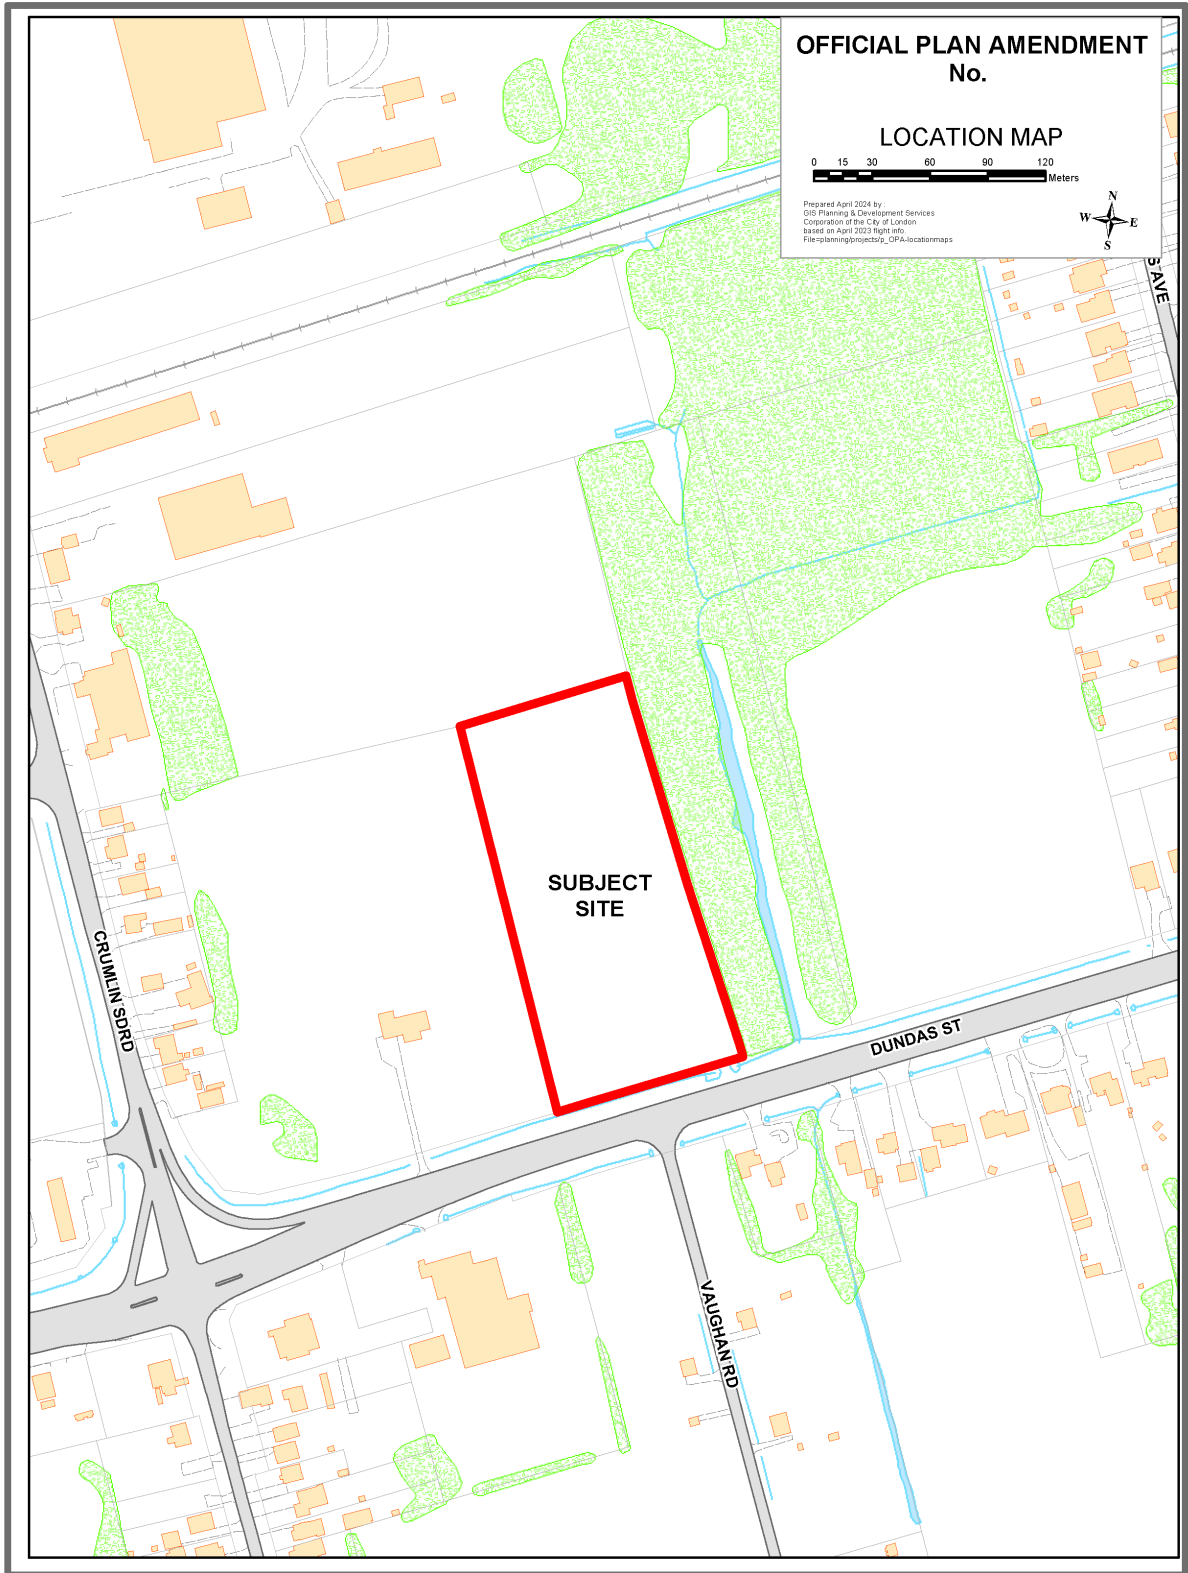 OFFICIAL PLAN AMENDMENT
No.
LOCATION MAP
0 15 30 60 90 120
Meters
Prepared April 2024 by :
GIS Planning & Development Services
Corporation of the City of London
based on April 2023 flight info.
File=planning/projects/p_OPA-locationmaps
N
W E
S
AVE
SUBJECT
SITE
CRUMLIN SDRD
DUNDAS ST
VAUGHAN RD